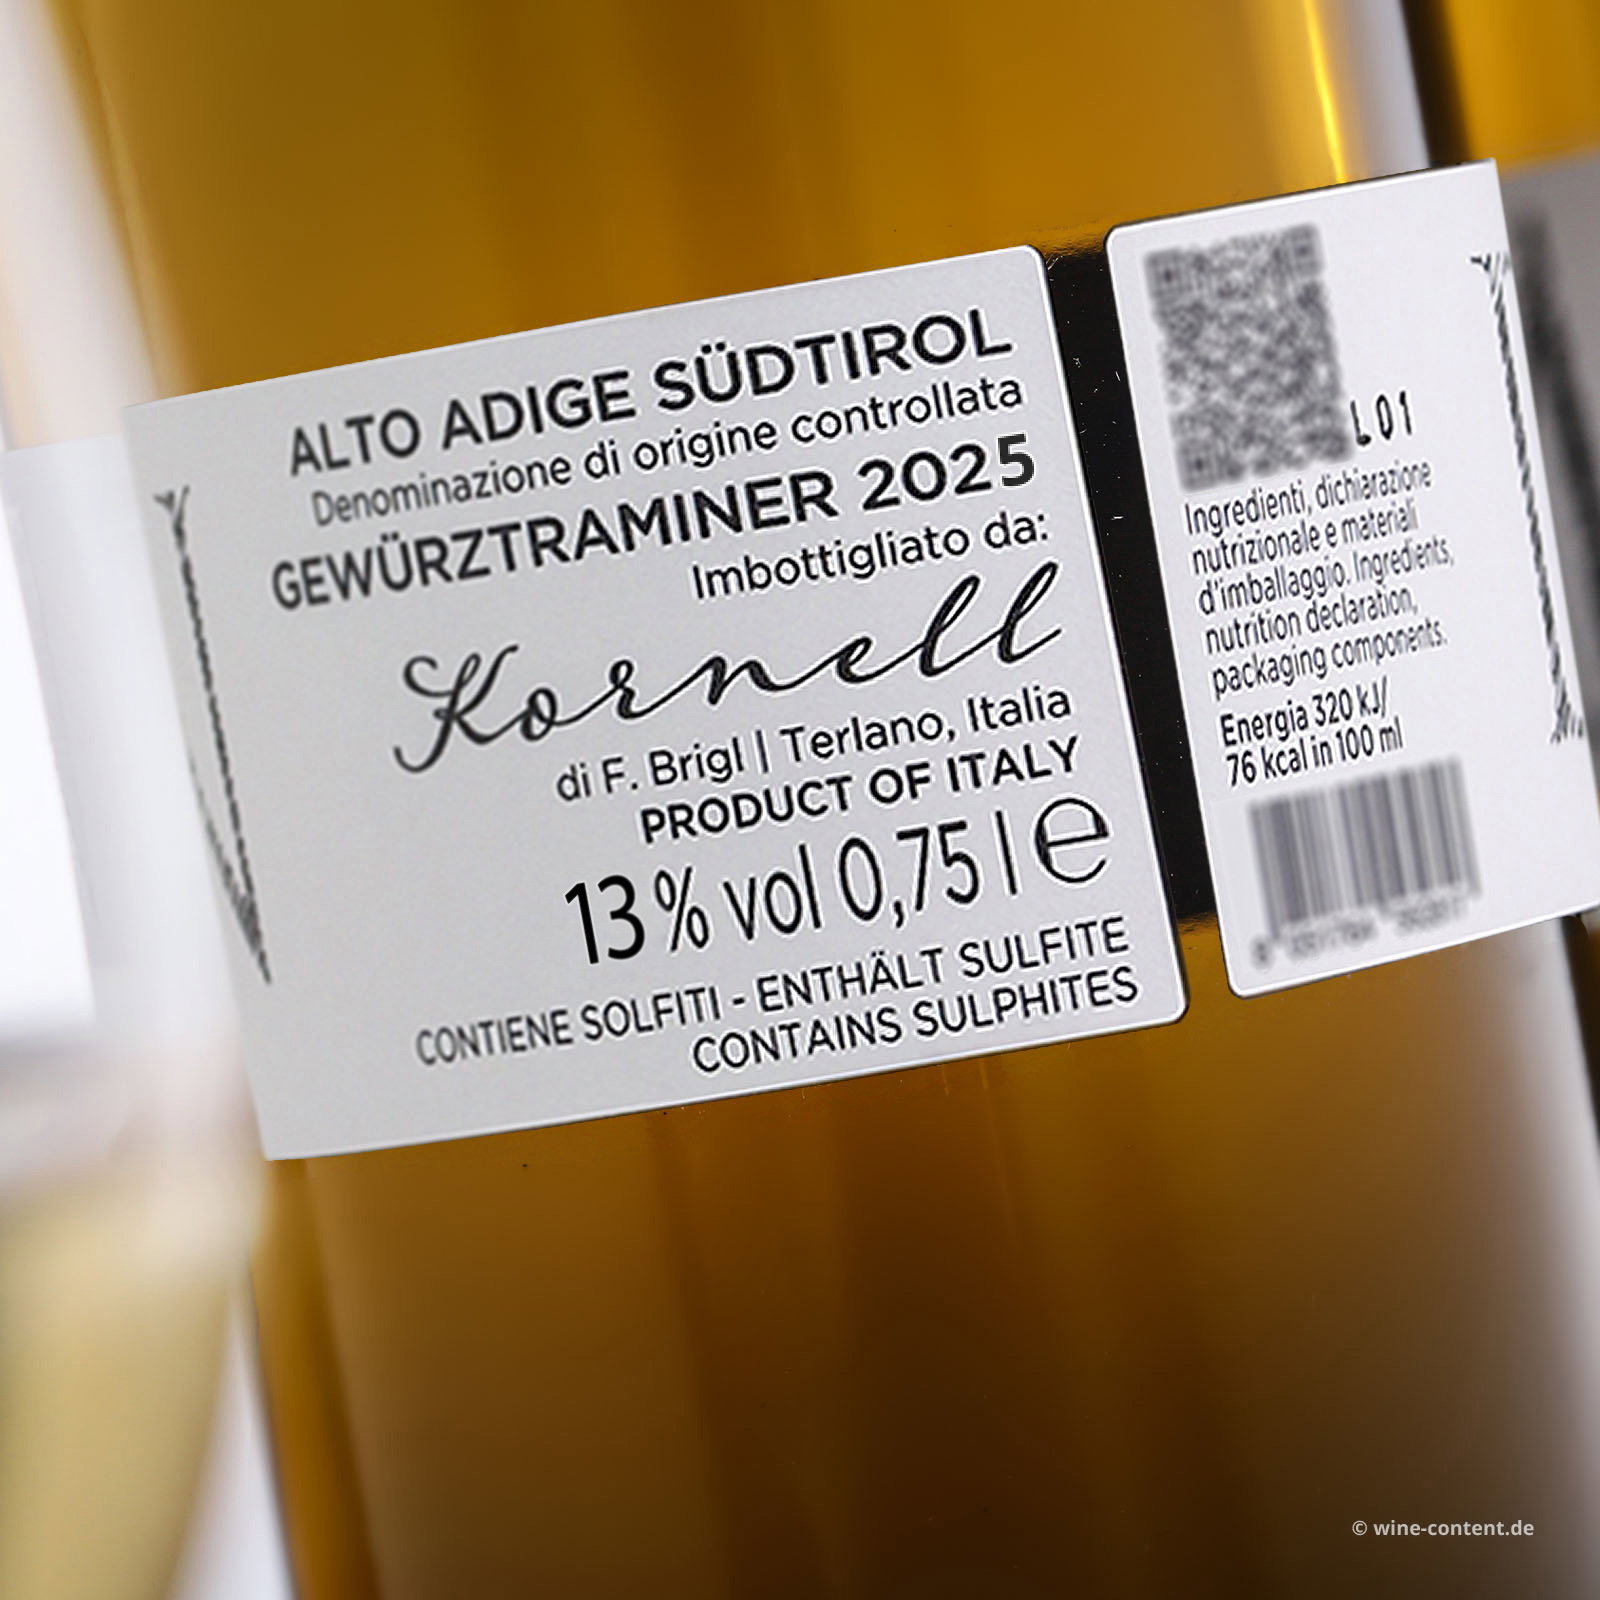 ALTO ADIGE SÜDTIROL
Denominazione di origine controllata
GEWÜRZTRAMINER 2025
Imbottigliato da:
Kornell
di F. Brigl | Terlano, Italia
PRODUCT OF ITALY
13 % vol 0,75 l e
CONTIENE SOLFITI - ENTHÄLT SULFITE
CONTAINS SULPHITES
L01
Ingredienti, dichiarazione
nutrizionale e materiali
d'imballaggio. Ingredients,
nutrition declaration,
packaging components.
Energia 320 kJ/
76 kcal in 100 ml
© wine-content.de